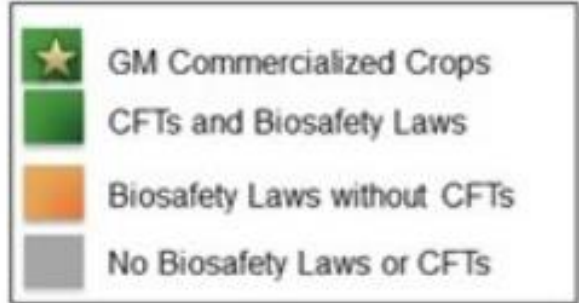 GM Commercialized Crops
CFTs and Biosafety Laws
Biosafety Laws without CFTs
No Biosafety Laws or CFTs